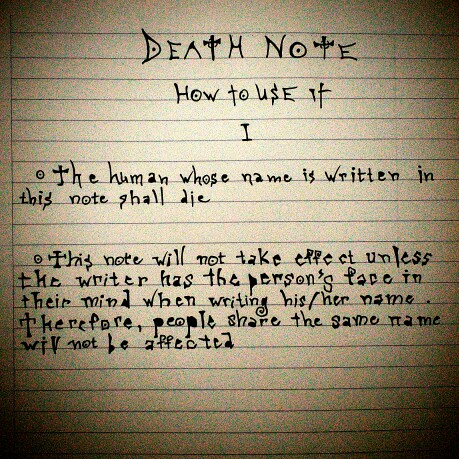 DEATH NOTE
HOW TO USE IT
I
The human whose name is written in
this note shall die
This note will not take effect unless
the writer has the person's face in
their mind when writing his/her name.
Therefore, people share the same name
will not be affected